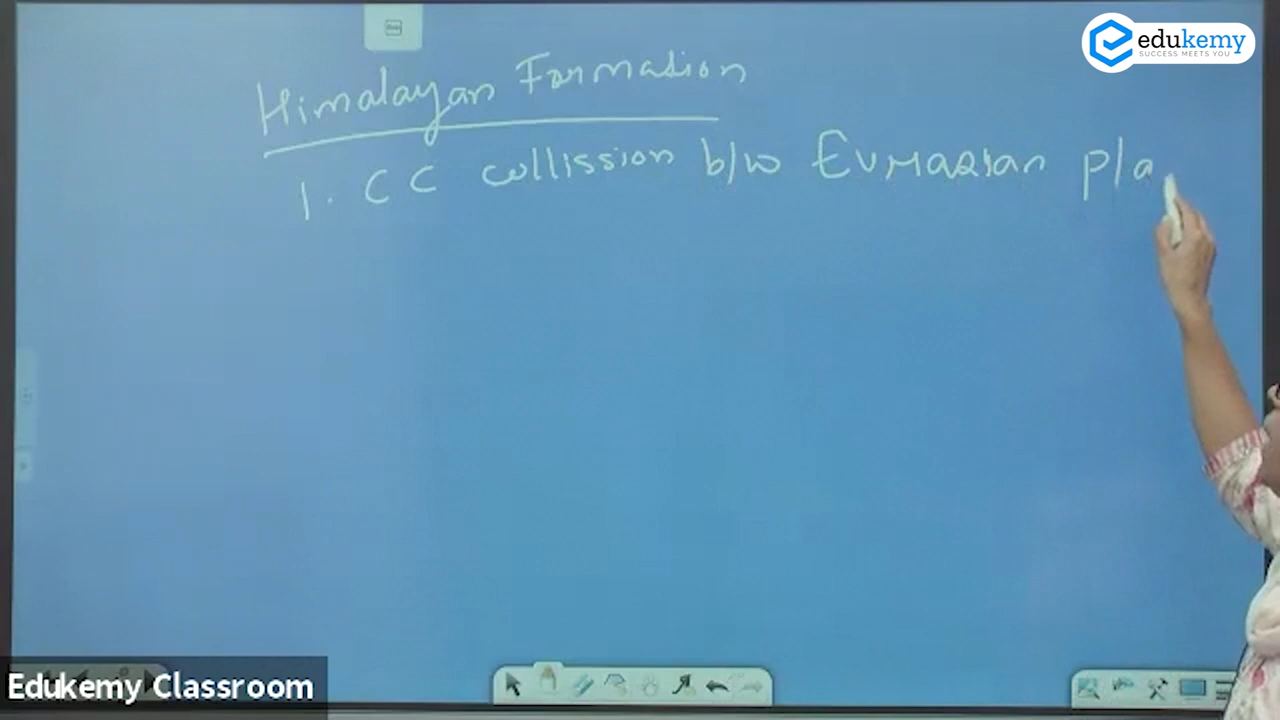 edukemy
SUCCESS MEETS YOU
Himalayan Formation
1. CC collission b/w Eurasian pla
Edukemy Classroom